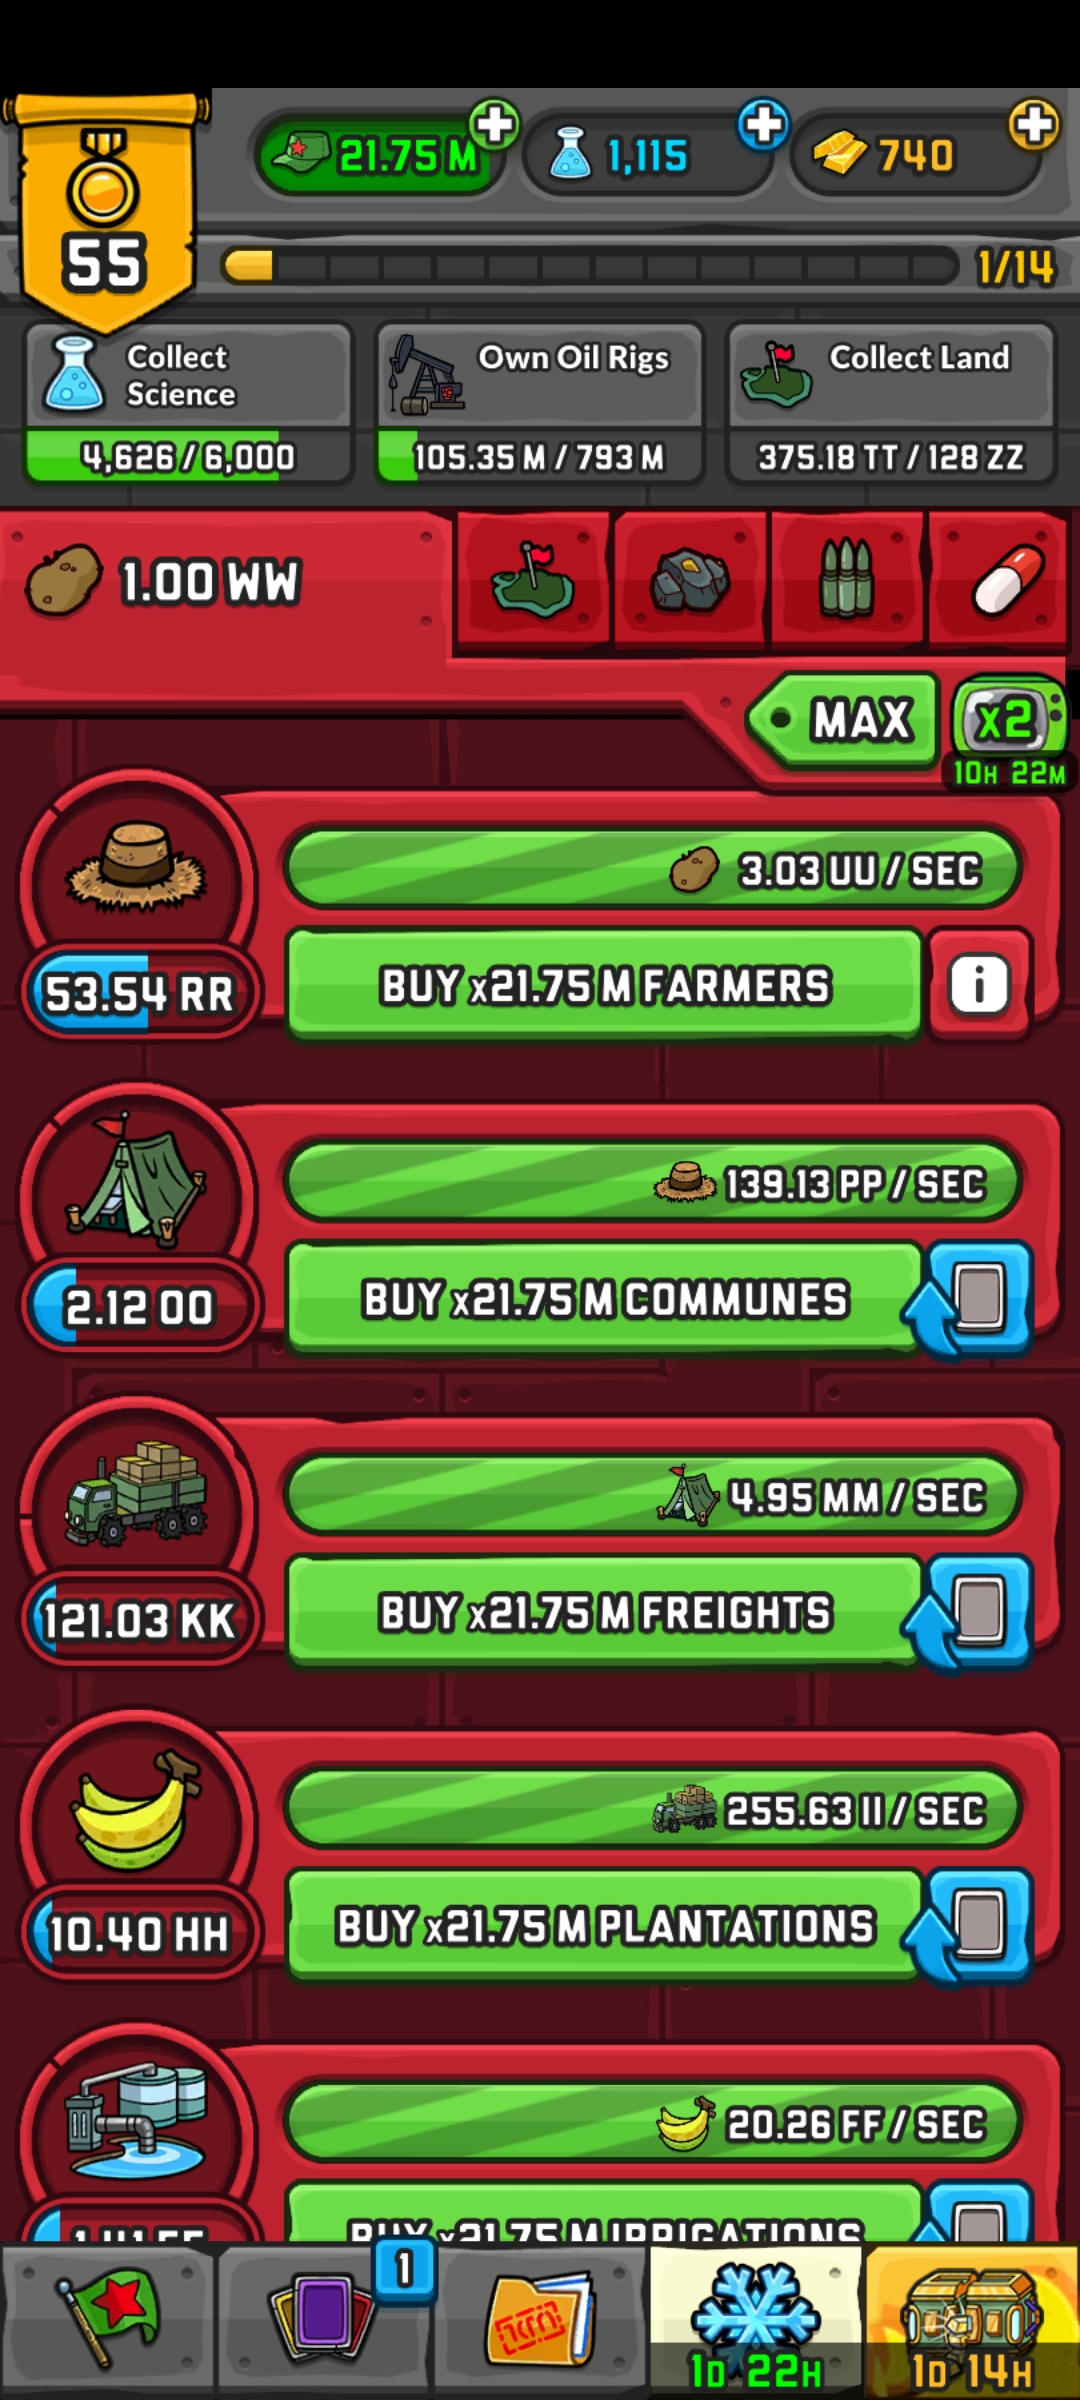 21.75 M
1,115
740
55
1/14
Collect
Science
Own Oil Rigs
Collect Land
4,626 / 6,000
105.35 M / 793 M
375.18 TT / 128 ZZ
1.00 WW
MAX
x2
10H 22M
3.03 UU / SEC
53.54 RR
BUY x21.75 M FARMERS
i
139.13 PP / SEC
2.12 OO
BUY x21.75 M COMMUNES
4.95 MM / SEC
121.03 KK
BUY x21.75 M FREIGHTS
255.63 II / SEC
10.40 HH
BUY x21.75 M PLANTATIONS
20.26 FF / SEC
BUY x21.75 M IRRIGATIONS
1
1D 22H
1D 14H